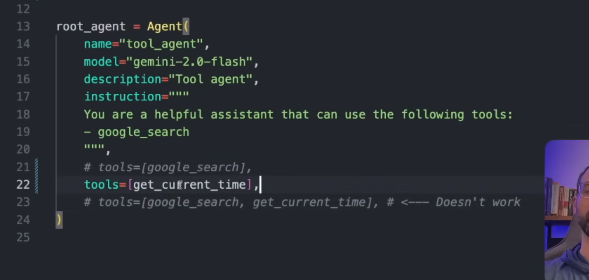 12
13 root_agent = Agent(
14 name="tool_agent",
15 model="gemini-2.0-flash",
16 description="Tool agent",
17 instruction="""
18 You are a helpful assistant that can use the following tools:
19 - google_search
20 """,
21 # tools=[google_search],
22 tools=[get_current_time],
23 # tools=[google_search, get_current_time], # <--- Doesn't work
24 )
25